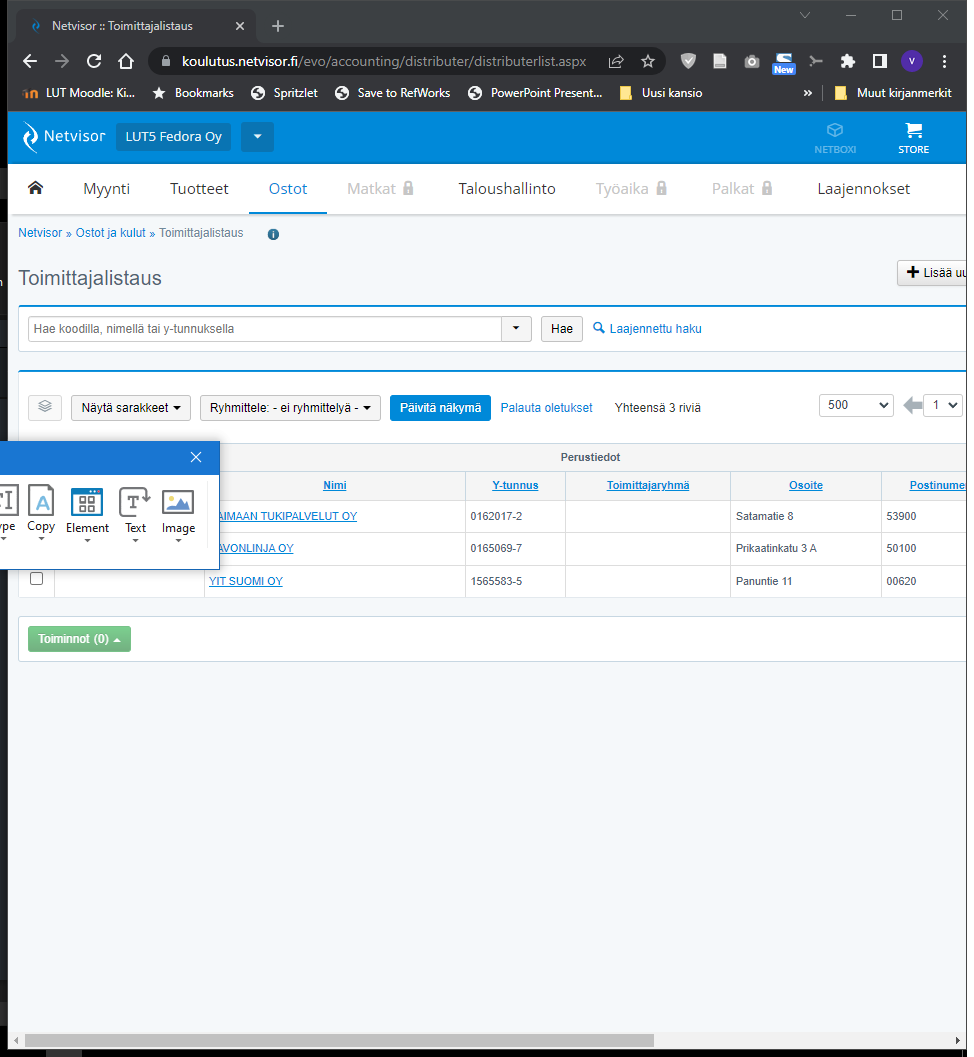 Netvisor :: Toimittajalistaus
koulutus.netvisor.fi/evo/accounting/distributer/distributerlist.aspx
New
V
LUT Moodle: Ki...
Bookmarks
Spritzlet
Save to RefWorks
PowerPoint Present...
Uusi kansio
»
Muut kirjanmerkit
Netvisor
LUT5 Fedora Oy
NETBOXI
STORE
Myynti
Tuotteet
Ostot
Matkat
Taloushallinto
Työaika
Palkat
Laajennokset
Netvisor » Ostot ja kulut » Toimittajalistaus
Toimittajalistaus
Lisää uu
Hae koodilla, nimellä tai y-tunnuksella
Hae
Laajennettu haku
Näytä sarakkeet
Ryhmittele: - ei ryhmittelyä -
Päivitä näkymä
Palauta oletukset
Yhteensä 3 riviä
500
1
Perustiedot
Nimi
Y-tunnus
Toimittajaryhmä
Osoite
Postinumer
AIMAAN TUKIPALVELUT OY
0162017-2
Satamatie 8
53900
AVONLINJA OY
0165069-7
Prikaatinkatu 3 A
50100
YIT SUOMI OY
1565583-5
Panuntie 11
00620
ype
Copy
Element
Text
Image
Toiminnot (0)